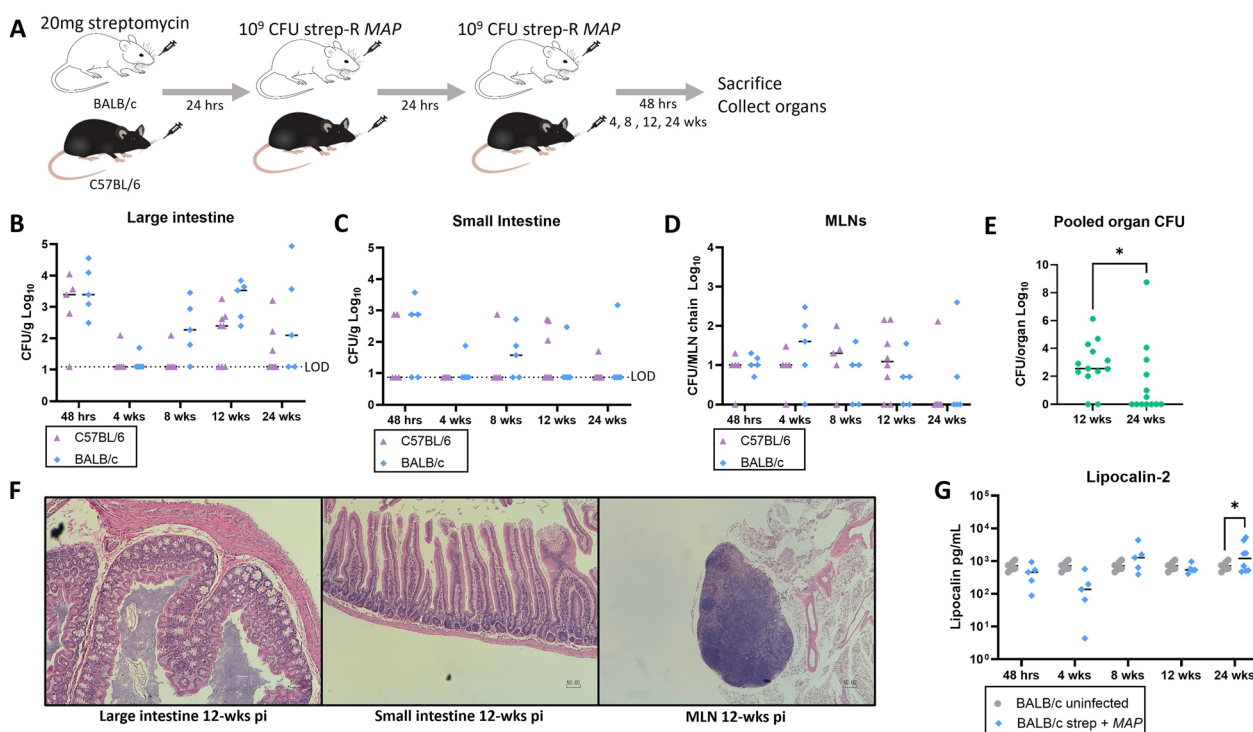 A
20mg streptomycin
10⁹ CFU strep-R MAP
10⁹ CFU strep-R MAP
BALB/c
24 hrs
24 hrs
48 hrs
4, 8 , 12, 24 wks
Sacrifice
Collect organs
C57BL/6
B
Large intestine
CFU/g Log₁₀
5
4
3
2
1
0
LOD
48 hrs
4 wks
8 wks
12 wks
24 wks
C57BL/6
BALB/c
C
Small Intestine
CFU/g Log₁₀
5
4
3
2
1
0
LOD
48 hrs
4 wks
8 wks
12 wks
24 wks
C57BL/6
BALB/c
D
MLNs
CFU/MLN chain Log₁₀
4
3
2
1
0
48 hrs
4 wks
8 wks
12 wks
24 wks
C57BL/6
BALB/c
E
Pooled organ CFU
*
CFU/organ Log₁₀
10
8
6
4
2
0
12 wks
24 wks
F
50.00
50.00
Large intestine 12-wks pi
Small intestine 12-wks pi
MLN 12-wks pi
G
Lipocalin-2
*
Lipocalin pg/mL
10⁵
10⁴
10³
10²
10¹
10⁰
48 hrs
4 wks
8 wks
12 wks
24 wks
BALB/c uninfected
BALB/c strep + MAP